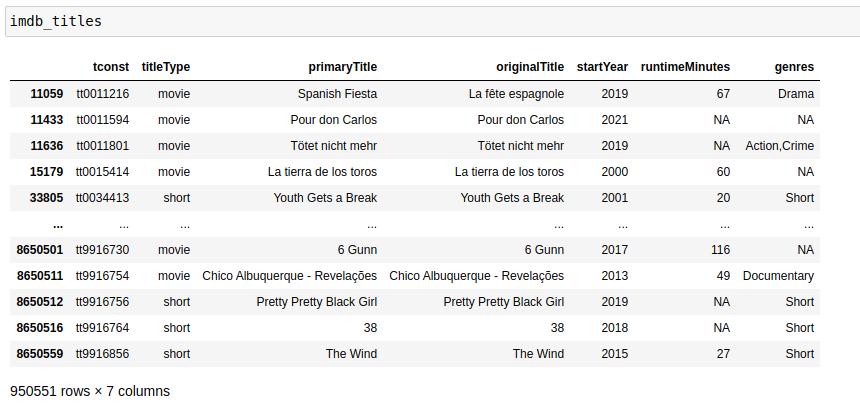 imdb_titles
tconst titleType primaryTitle originalTitle startYear runtimeMinutes genres
11059 tt0011216 movie Spanish Fiesta La fête espagnole 2019 67 Drama
11433 tt0011594 movie Pour don Carlos Pour don Carlos 2021 NA NA
11636 tt0011801 movie Tötet nicht mehr Tötet nicht mehr 2019 NA Action,Crime
15179 tt0015414 movie La tierra de los toros La tierra de los toros 2000 60 NA
33805 tt0034413 short Youth Gets a Break Youth Gets a Break 2001 20 Short
... ... ... ... ... ... ... ...
8650501 tt9916730 movie 6 Gunn 6 Gunn 2017 116 NA
8650511 tt9916754 movie Chico Albuquerque - Revelações Chico Albuquerque - Revelações 2013 49 Documentary
8650512 tt9916756 short Pretty Pretty Black Girl Pretty Pretty Black Girl 2019 NA Short
8650516 tt9916764 short 38 38 2018 NA Short
8650559 tt9916856 short The Wind The Wind 2015 27 Short
950551 rows × 7 columns